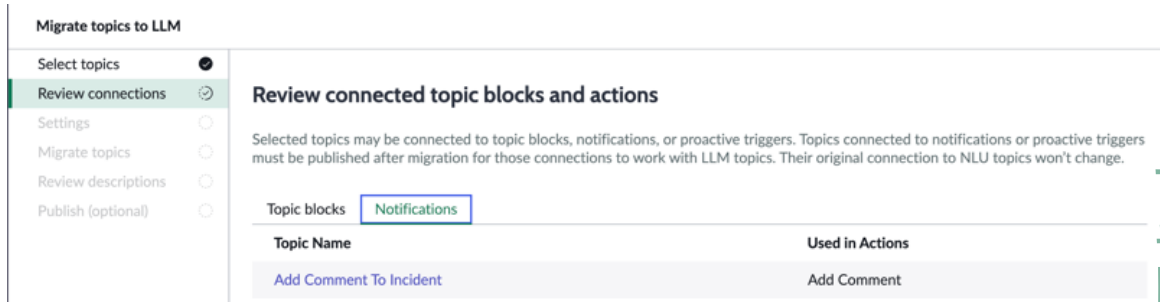 Migrate topics to LLM
Select topics
Review connections
Settings
Migrate topics
Review descriptions
Publish (optional)
Review connected topic blocks and actions
Selected topics may be connected to topic blocks, notifications, or proactive triggers. Topics connected to notifications or proactive triggers
must be published after migration for those connections to work with LLM topics. Their original connection to NLU topics won't change.
Topic blocks Notifications
Topic Name Used in Actions
Add Comment To Incident Add Comment